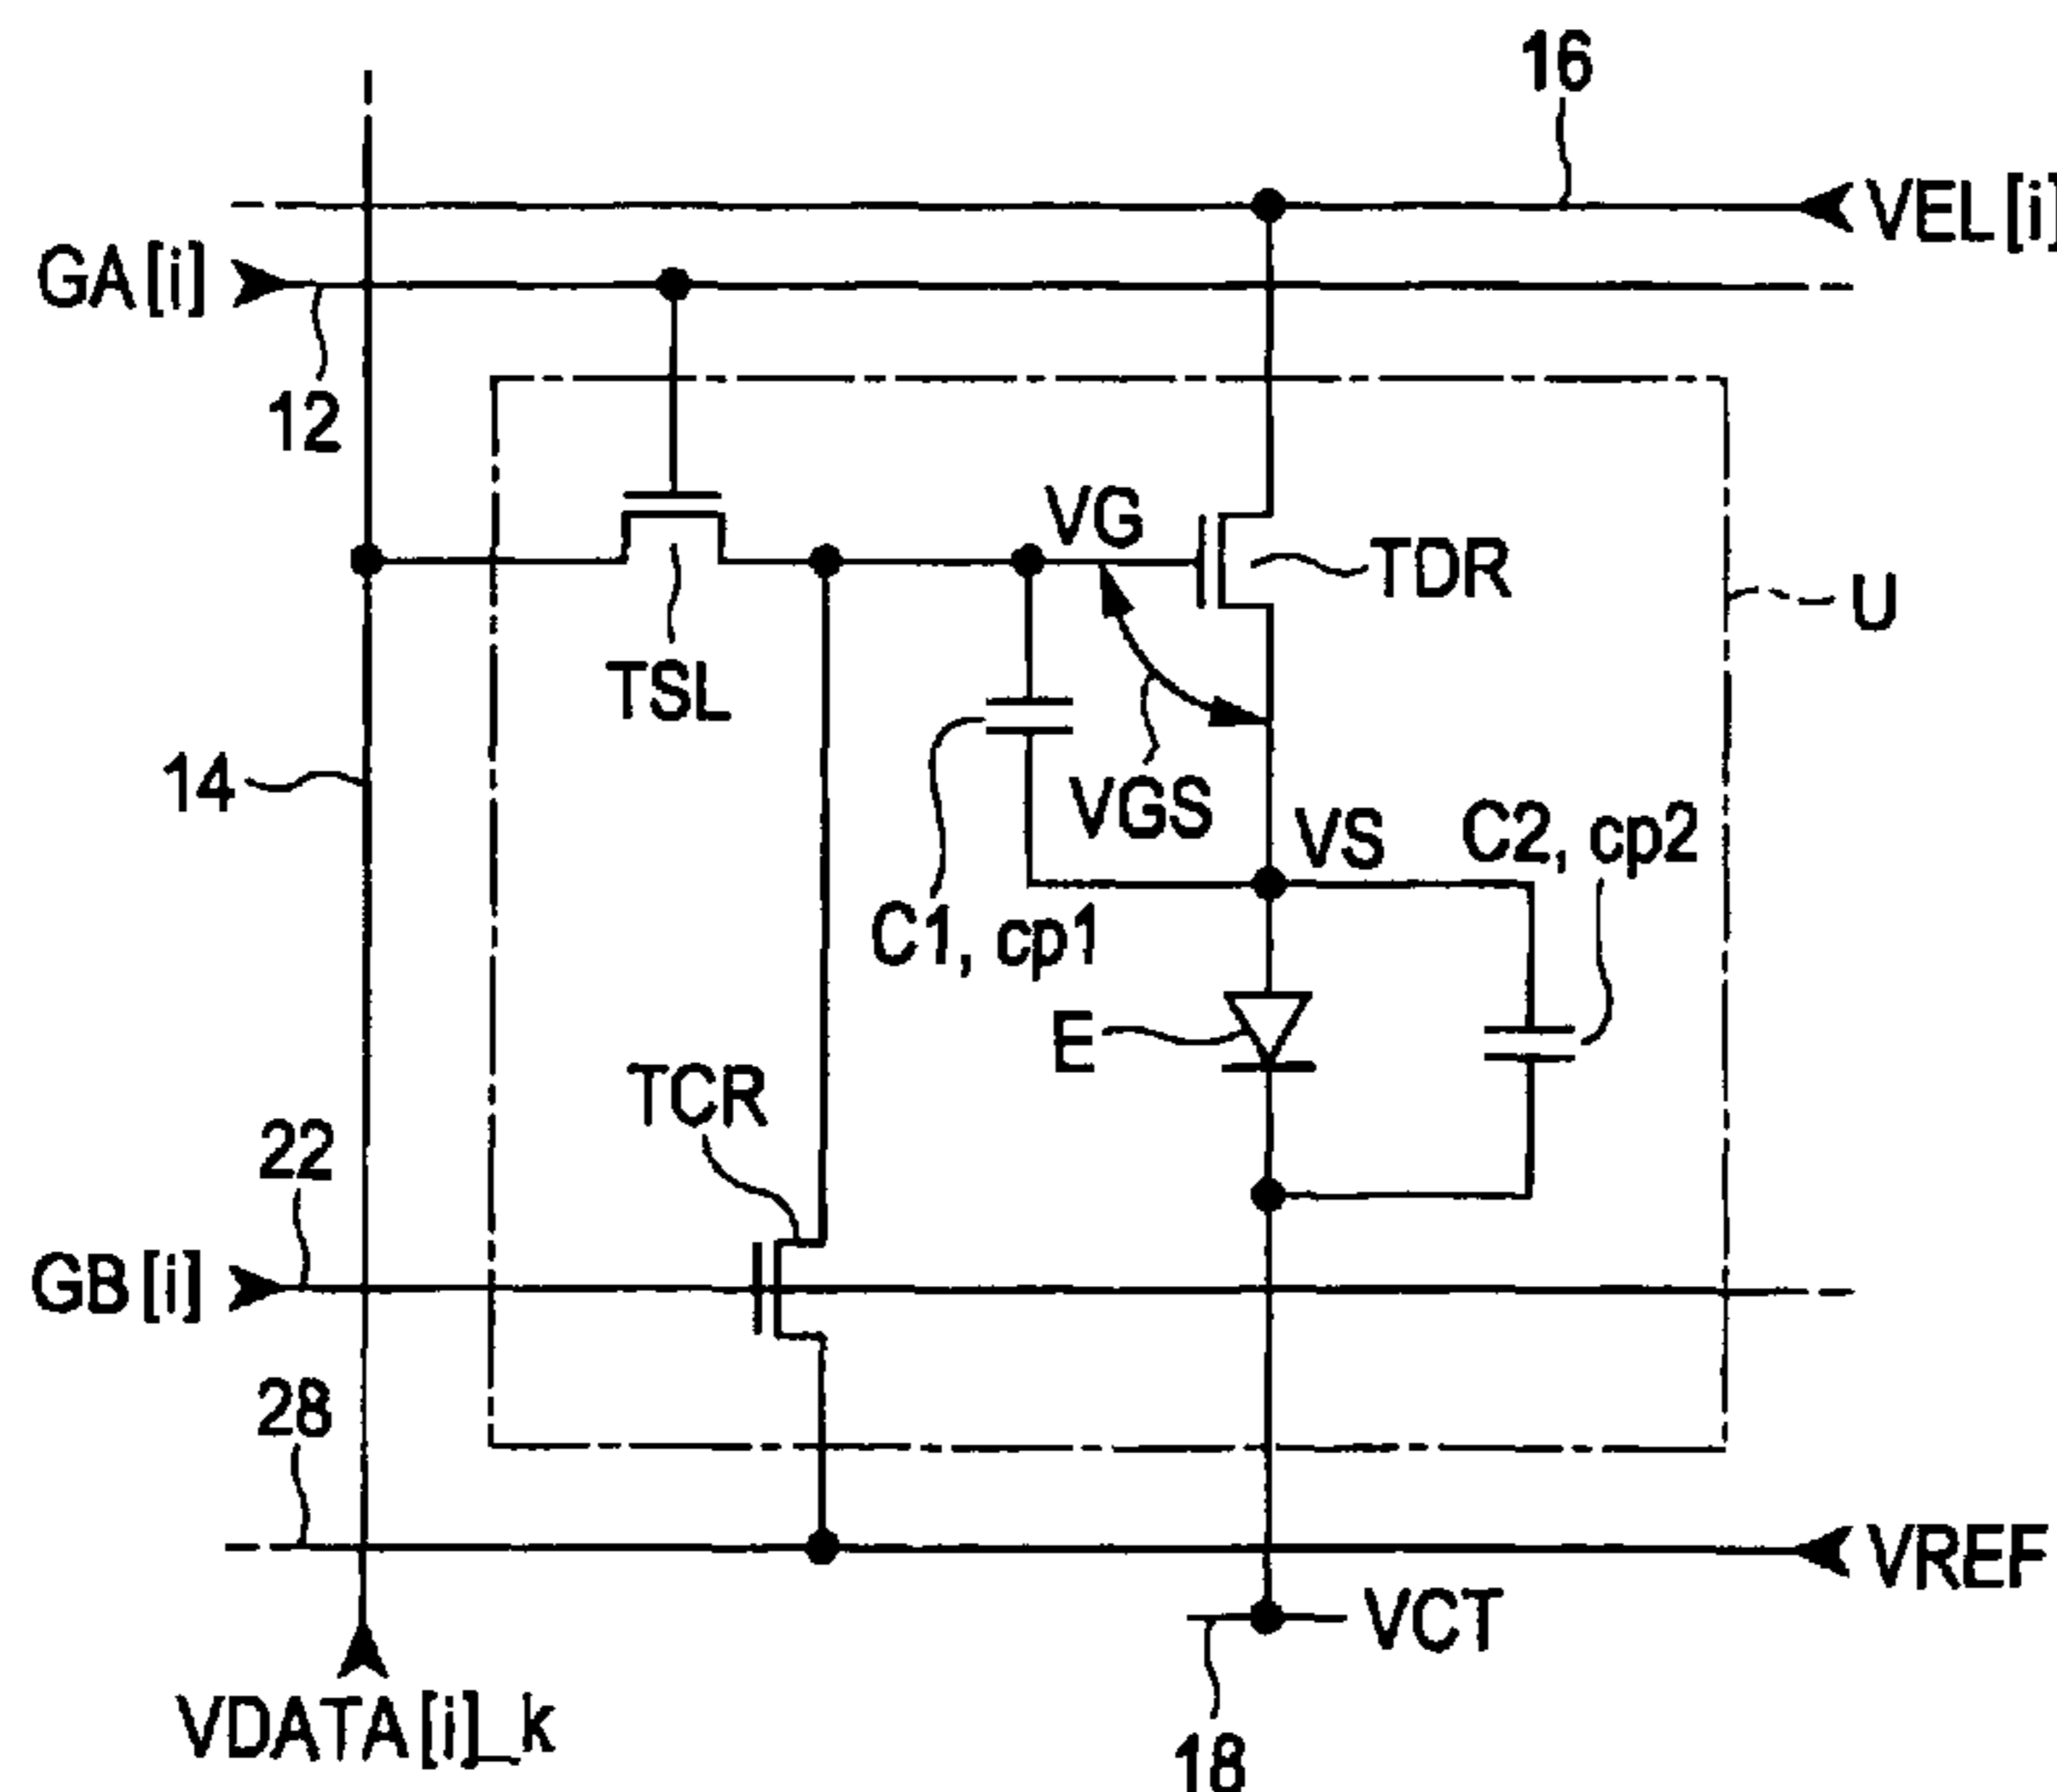 16
VEL[i]
GA[i]
12
VG
TDR
U
TSL
14
VGS
VS
C2, cp2
C1, cp1
E
TCR
22
GB[i]
28
VREF
VCT
VDATA[i]_k
18